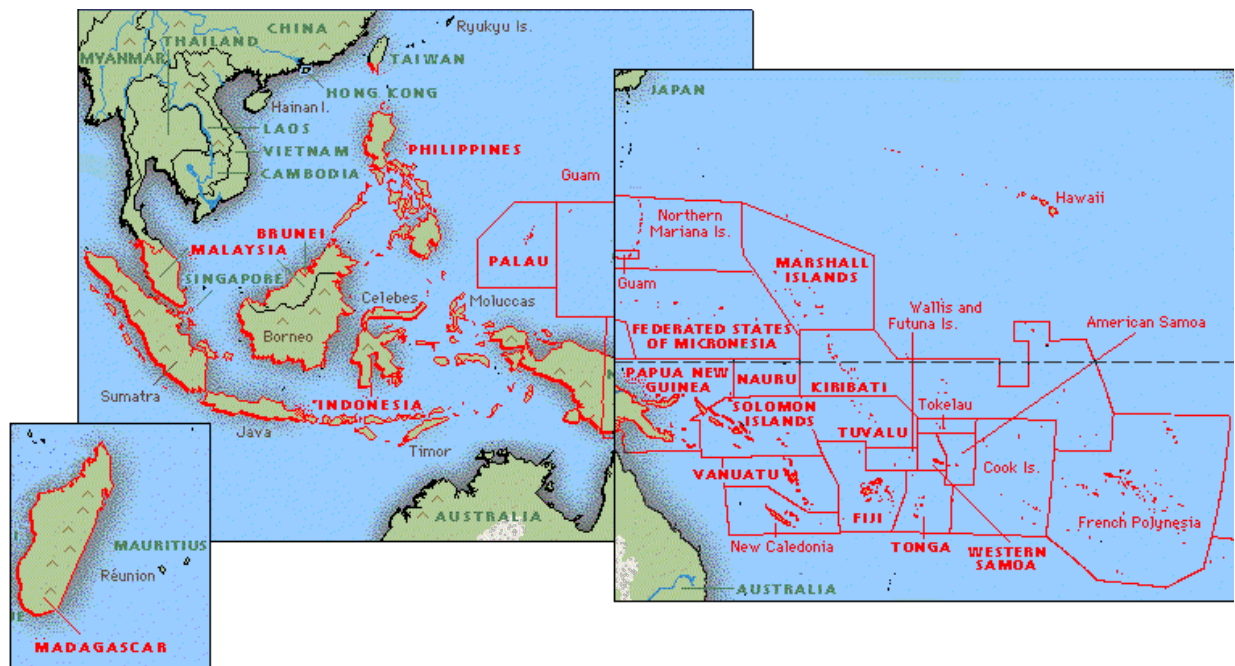 CHINA
Ryukyu Is.
THAILAND
MYANMAR
TAIWAN
HONG KONG
Hainan I.
LAOS
VIETNAM
CAMBODIA
PHILIPPINES
Guam
BRUNEI
MALAYSIA
SINGAPORE
PALAU
Celebes
Moluccas
Borneo
Sumatra
INDONESIA
Java
Timor
AUSTRALIA
JAPAN
Hawaii
Northern
Mariana Is.
MARSHALL
ISLANDS
Guam
Wallis and
Futuna Is.
American Samoa
FEDERATED STATES
OF MICRONESIA
PAPUA NEW
GUINEA
NAURU
KIRIBATI
SOLOMON
ISLANDS
Tokelau
TUVALU
VANUATU
Cook Is.
FIJI
French Polynesia
New Caledonia
TONGA
WESTERN
SAMOA
AUSTRALIA
MAURITIUS
Réunion
MADAGASCAR